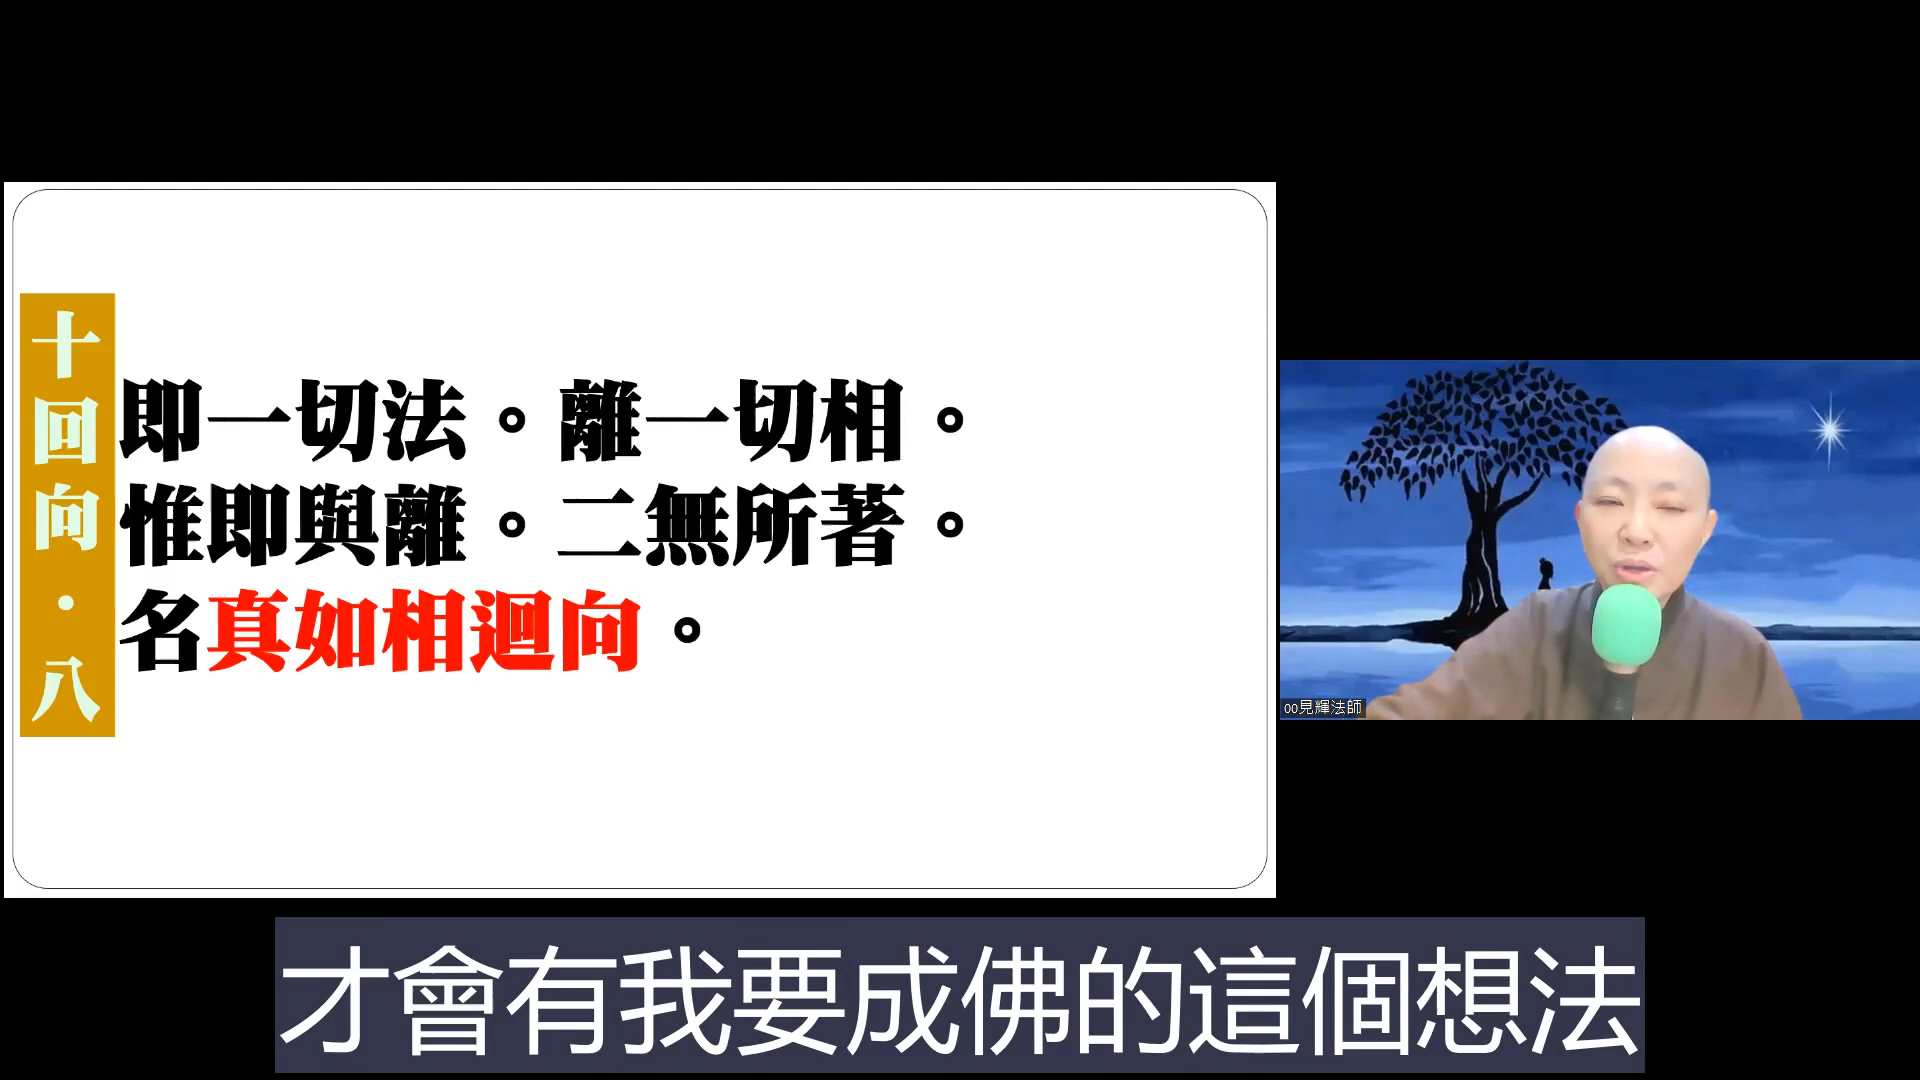 十回向・八
即一切法。離一切相。
惟即與離。二無所著。
名真如相迴向。
oo見輝法師
才會有我要成佛的這個想法